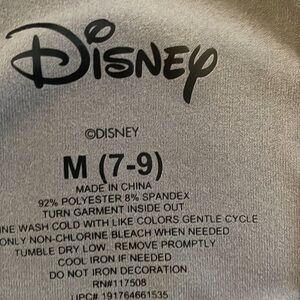 Disney
©DISNEY
M (7-9)
MADE IN CHINA
92% POLYESTER 8% SPANDEX
TURN GARMENT INSIDE OUT
WASH COLD WITH LIKE COLORS GENTLE CYCLE
ONLY NON-CHLORINE BLEACH WHEN NEEDED
TUMBLE DRY LOW. REMOVE PROMPTLY
COOL IRON IF NEEDED
DO NOT IRON DECORATION
RN#117508
UPC# 191764661535